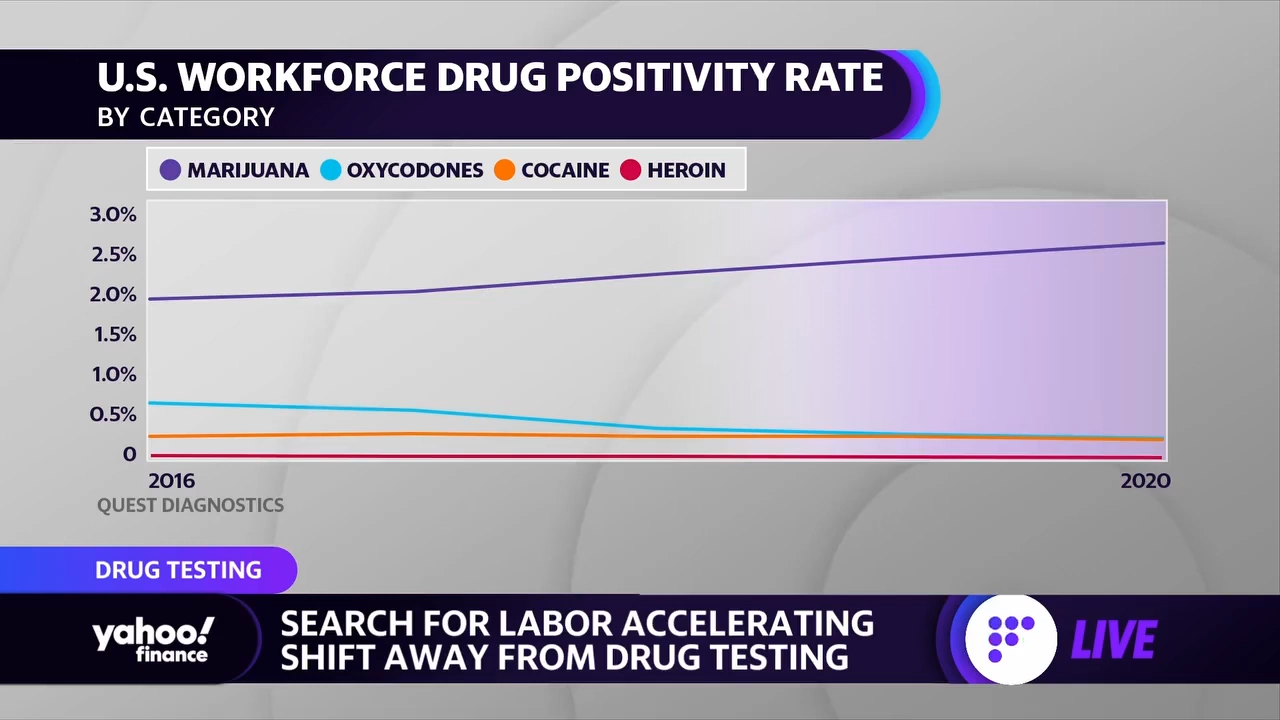 U.S. WORKFORCE DRUG POSITIVITY RATE
BY CATEGORY
MARIJUANA OXYCODONES COCAINE HEROIN
3.0%
2.5%
2.0%
1.5%
1.0%
0.5%
0
2016 2020
QUEST DIAGNOSTICS
DRUG TESTING
yahoo!
finance
SEARCH FOR LABOR ACCELERATING
SHIFT AWAY FROM DRUG TESTING
LIVE